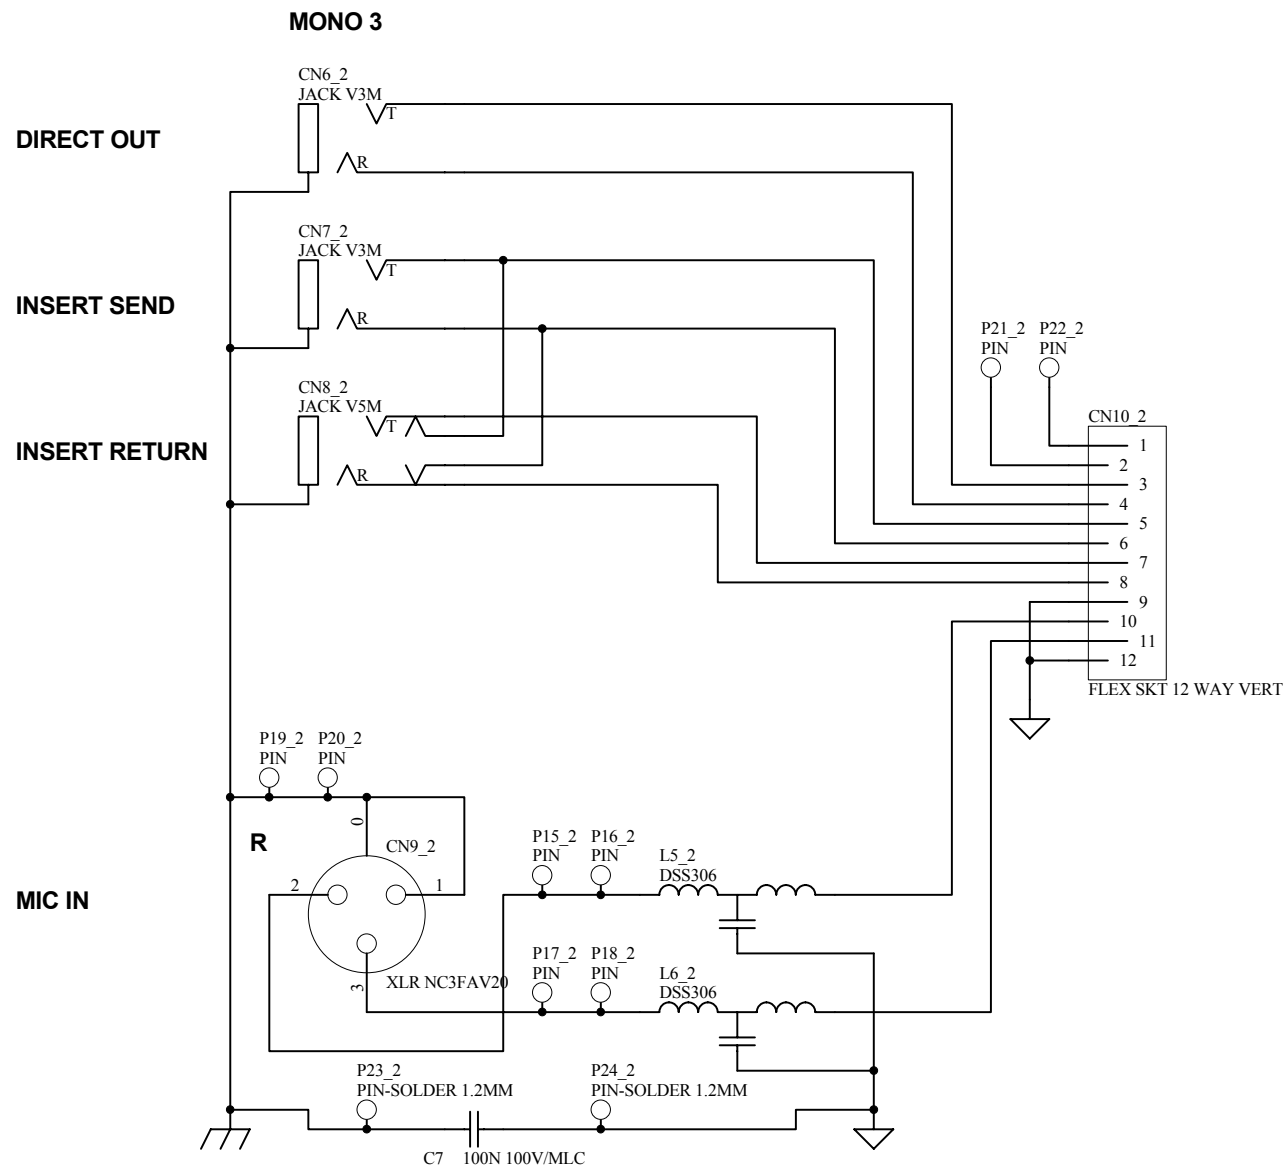 MONO 3
CN6_2
JACK V3M
T
DIRECT OUT
R
CN7_2
JACK V3M
T
INSERT SEND
R
P21_2
PIN
P22_2
PIN
CN8_2
JACK V5M
T
INSERT RETURN
R
CN10_2
1
2
3
4
5
6
7
8
9
10
11
12
FLEX SKT 12 WAY VERT
P19_2
PIN
P20_2
PIN
0
R
CN9_2
2
1
3
XLR NC3FAV20
MIC IN
P15_2
PIN
P16_2
PIN
L5_2
DSS306
P17_2
PIN
P18_2
PIN
L6_2
DSS306
P23_2
PIN-SOLDER 1.2MM
P24_2
PIN-SOLDER 1.2MM
C7 100N 100V/MLC